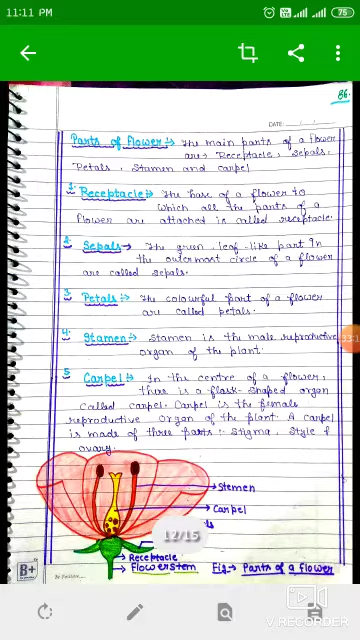 11:11 PM
75
86
DATE:
Parts of flower :→ The main parts of a flower
are → Receptacle, Sepals,
Petals, Stamen and Carpel
1. Receptacle → The base of a flower to
which all the parts of a
flower are attached is called receptacle.
2. Sepals → The green leaf-like part in
the outermost circle of a flower
are called sepals.
3. Petals :- The colourful part of a flower
are called petals.
4. Stamen → Stamen is the male reproductive
organ of the plant.
33:1
5. Carpel :- In the centre of a flower,
there is a flask-shaped organ
called carpel. Carpel is the female
reproductive organ of the plant. A carpel
is made of three parts :- Stigma, Style &
ovary.
Stemen
Carpel
12/15
ls
Receptacle
Flowerstem
Fig :→ Parts of a flower
B+
V RECORDER